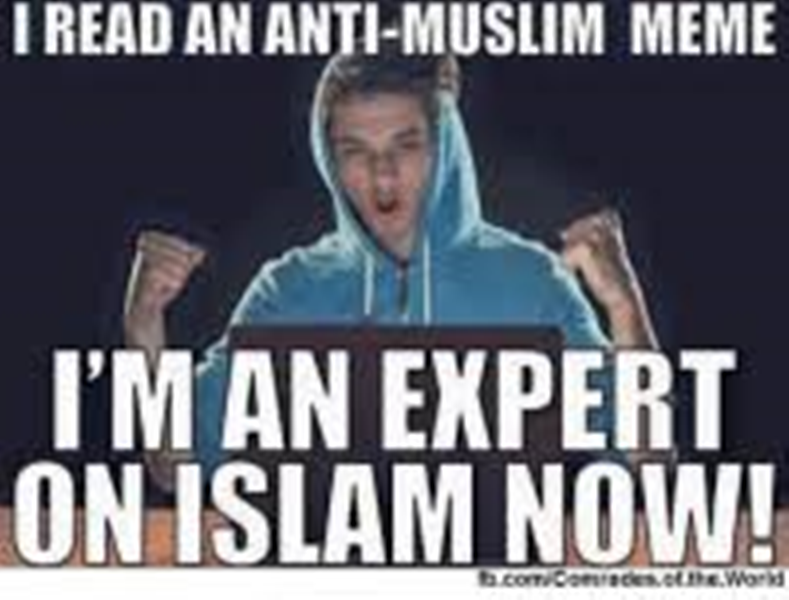 I READ AN ANTI-MUSLIM MEME
I'M AN EXPERT
ON ISLAM NOW!
fb.com/Comrades.of.the.World